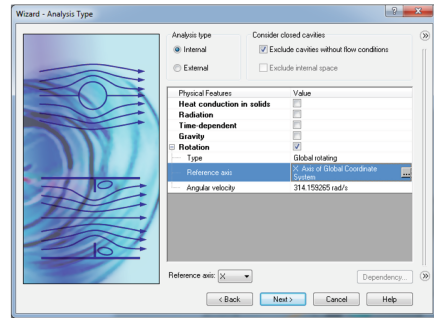 Wizard - Analysis Type
Analysis type
Internal
External
Consider closed cavities
Exclude cavities without flow conditions
Exclude internal space
Physical Features
Value
Heat conduction in solids
Radiation
Time-dependent
Gravity
Rotation
Type
Global rotating
Reference axis
X Axis of Global Coordinate
System
...
Angular velocity
314.159265 rad/s
Reference axis:
X
Dependency...
< Back
Next >
Cancel
Help